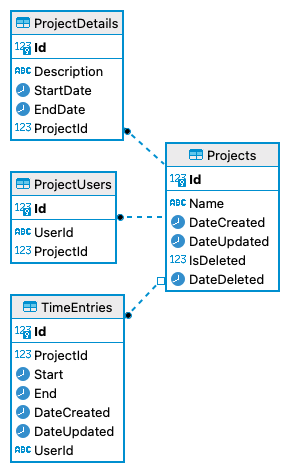 ProjectDetails
123 Id
ABC Description
StartDate
EndDate
123 ProjectId
Projects
123 Id
ABC Name
DateCreated
DateUpdated
123 IsDeleted
DateDeleted
ProjectUsers
123 Id
ABC UserId
123 ProjectId
TimeEntries
123 Id
123 ProjectId
Start
End
DateCreated
DateUpdated
ABC UserId